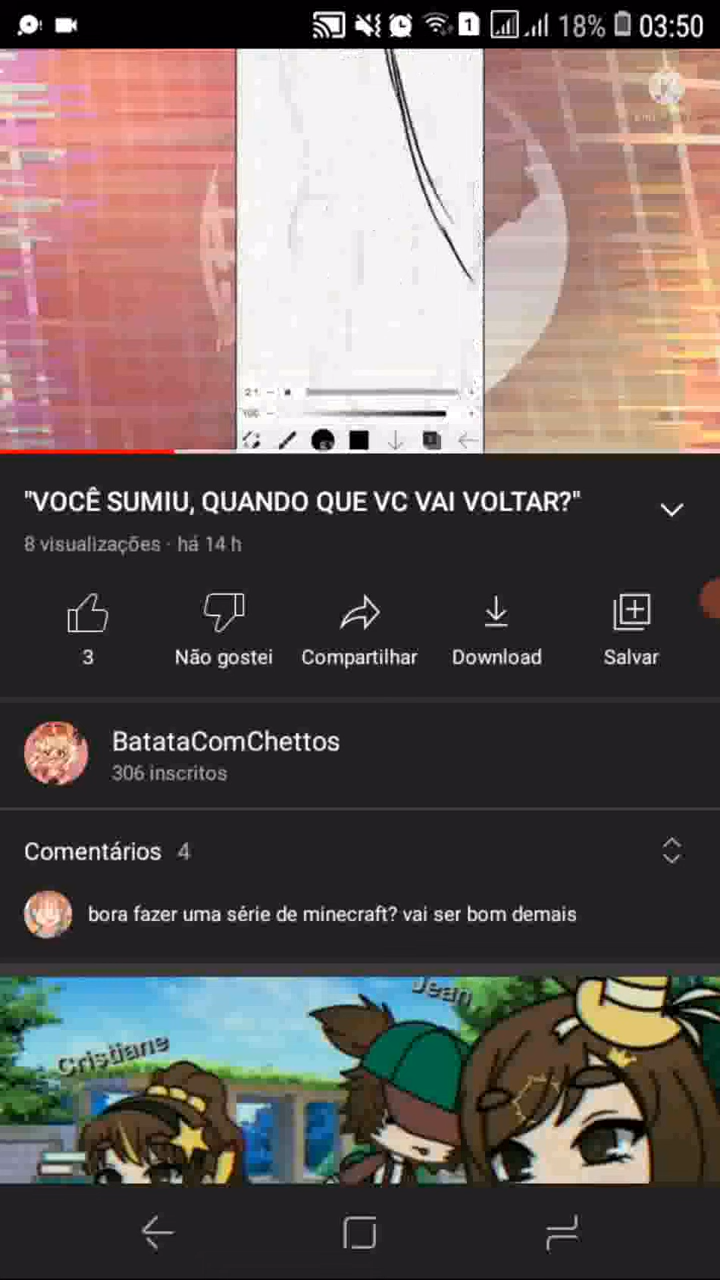 1
18%
03:50
"VOCÊ SUMIU, QUANDO QUE VC VAI VOLTAR?"
8 visualizações · há 14 h
3
Não gostei
Compartilhar
Download
Salvar
BatataComChettos
306 inscritos
Comentários 4
bora fazer uma série de minecraft? vai ser bom demais
Jean
Cristiane